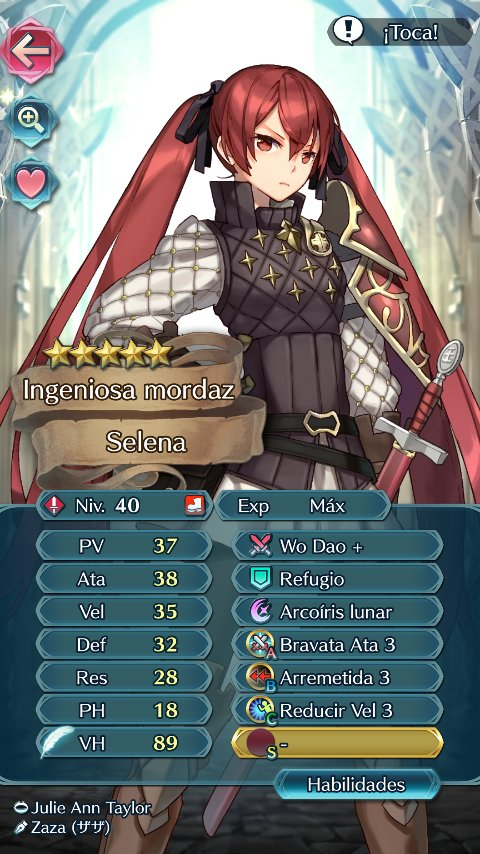 ¡Toca!
Ingeniosa mordaz
Selena
Niv. 40
Exp Máx
PV 37
Wo Dao +
Ata 38
Refugio
Vel 35
Arcoíris lunar
Def 32
A Bravata Ata 3
Res 28
B Arremetida 3
PH 18
C Reducir Vel 3
VH 89
S -
Habilidades
Julie Ann Taylor
Zaza (ザザ)